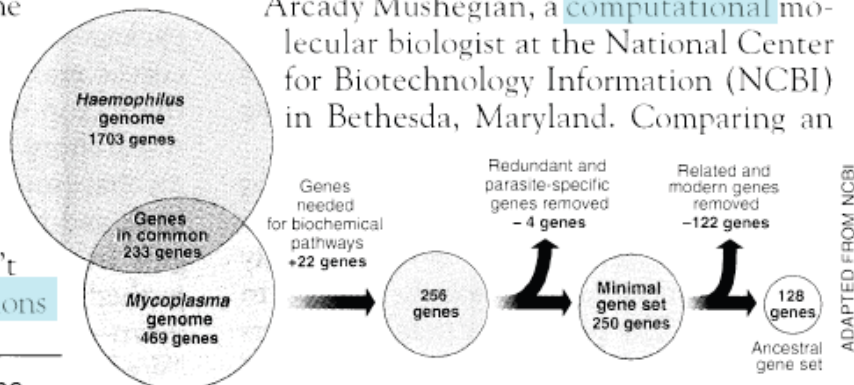 ne
Arcady Mushegian, a computational mo-
lecular biologist at the National Center
for Biotechnology Information (NCBI)
in Bethesda, Maryland. Comparing an
't
ons
Haemophilus
genome
1703 genes
Genes
in common
233 genes
Mycoplasma
genome
469 genes
Genes
needed
for biochemical
pathways
+22 genes
256
genes
Redundant and
parasite-specific
genes removed
– 4 genes
Minimal
gene set
250 genes
Related and
modern genes
removed
–122 genes
128
genes
Ancestral
gene set
ADAPTED FROM NCBI